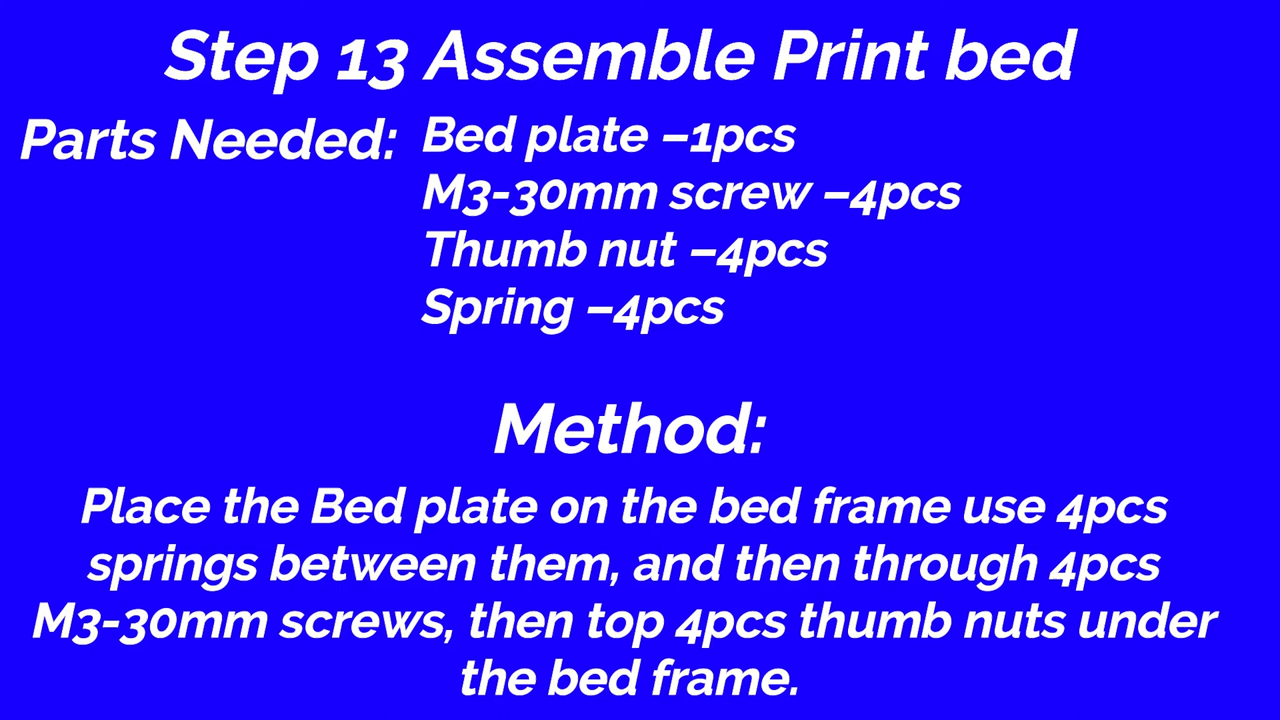 Step 13 Assemble Print bed
Parts Needed: Bed plate –1pcs
M3-30mm screw –4pcs
Thumb nut –4pcs
Spring –4pcs
Method:
Place the Bed plate on the bed frame use 4pcs
springs between them, and then through 4pcs
M3-30mm screws, then top 4pcs thumb nuts under
the bed frame.